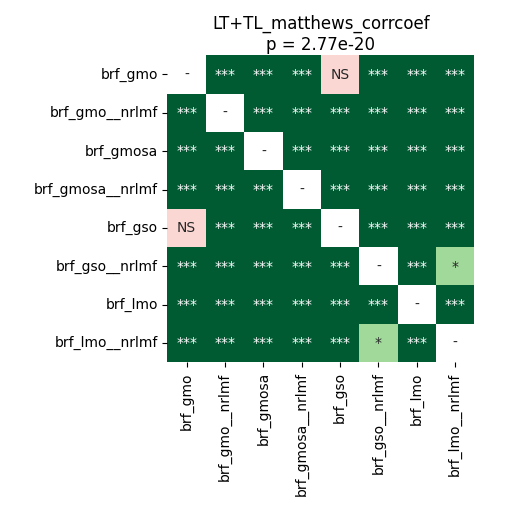 LT+TL_matthews_corrcoef
p = 2.77e-20
brf_gmo - *** *** *** NS *** *** ***
brf_gmo__nrlmf *** - *** *** *** *** *** ***
brf_gmosa *** *** - *** *** *** *** ***
brf_gmosa__nrlmf *** *** *** - *** *** *** ***
brf_gso NS *** *** *** - *** *** ***
brf_gso__nrlmf *** *** *** *** *** - *** *
brf_lmo *** *** *** *** *** *** - ***
brf_lmo__nrlmf *** *** *** *** *** * *** -
brf_gmo
brf_gmo__nrlmf
brf_gmosa
brf_gmosa__nrlmf
brf_gso
brf_gso__nrlmf
brf_lmo
brf_lmo__nrlmf